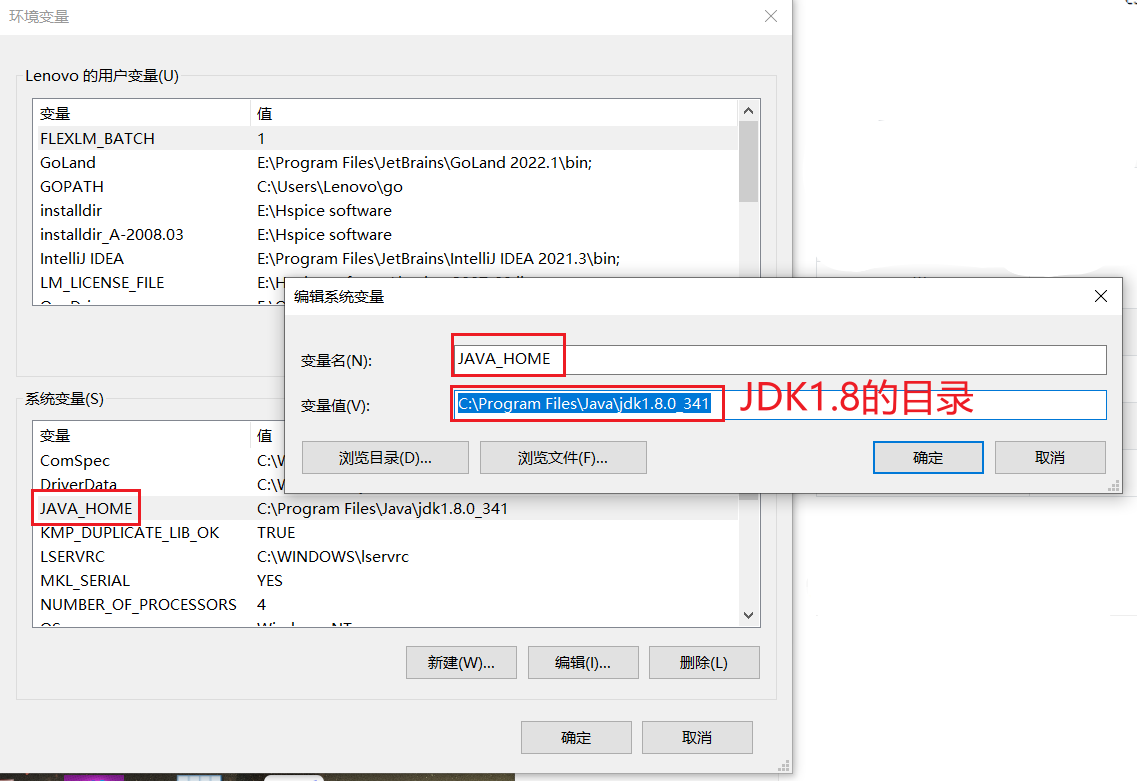 环境变量
Lenovo 的用户变量(U)
变量 值
FLEXLM_BATCH 1
GoLand E:\Program Files\JetBrains\GoLand 2022.1\bin;
GOPATH C:\Users\Lenovo\go
installdir E:\Hspice software
installdir_A-2008.03 E:\Hspice software
IntelliJ IDEA E:\Program Files\JetBrains\IntelliJ IDEA 2021.3\bin;
LM_LICENSE_FILE
编辑系统变量
变量名(N): JAVA_HOME
变量值(V): C:\Program Files\Java\jdk1.8.0_341 JDK1.8的目录
浏览目录(D)... 浏览文件(F)... 确定 取消
系统变量(S)
变量 值
ComSpec
DriverData
JAVA_HOME C:\Program Files\Java\jdk1.8.0_341
KMP_DUPLICATE_LIB_OK TRUE
LSERVRC C:\WINDOWS\lservrc
MKL_SERIAL YES
NUMBER_OF_PROCESSORS 4
新建(W)... 编辑(I)... 删除(L)
确定 取消